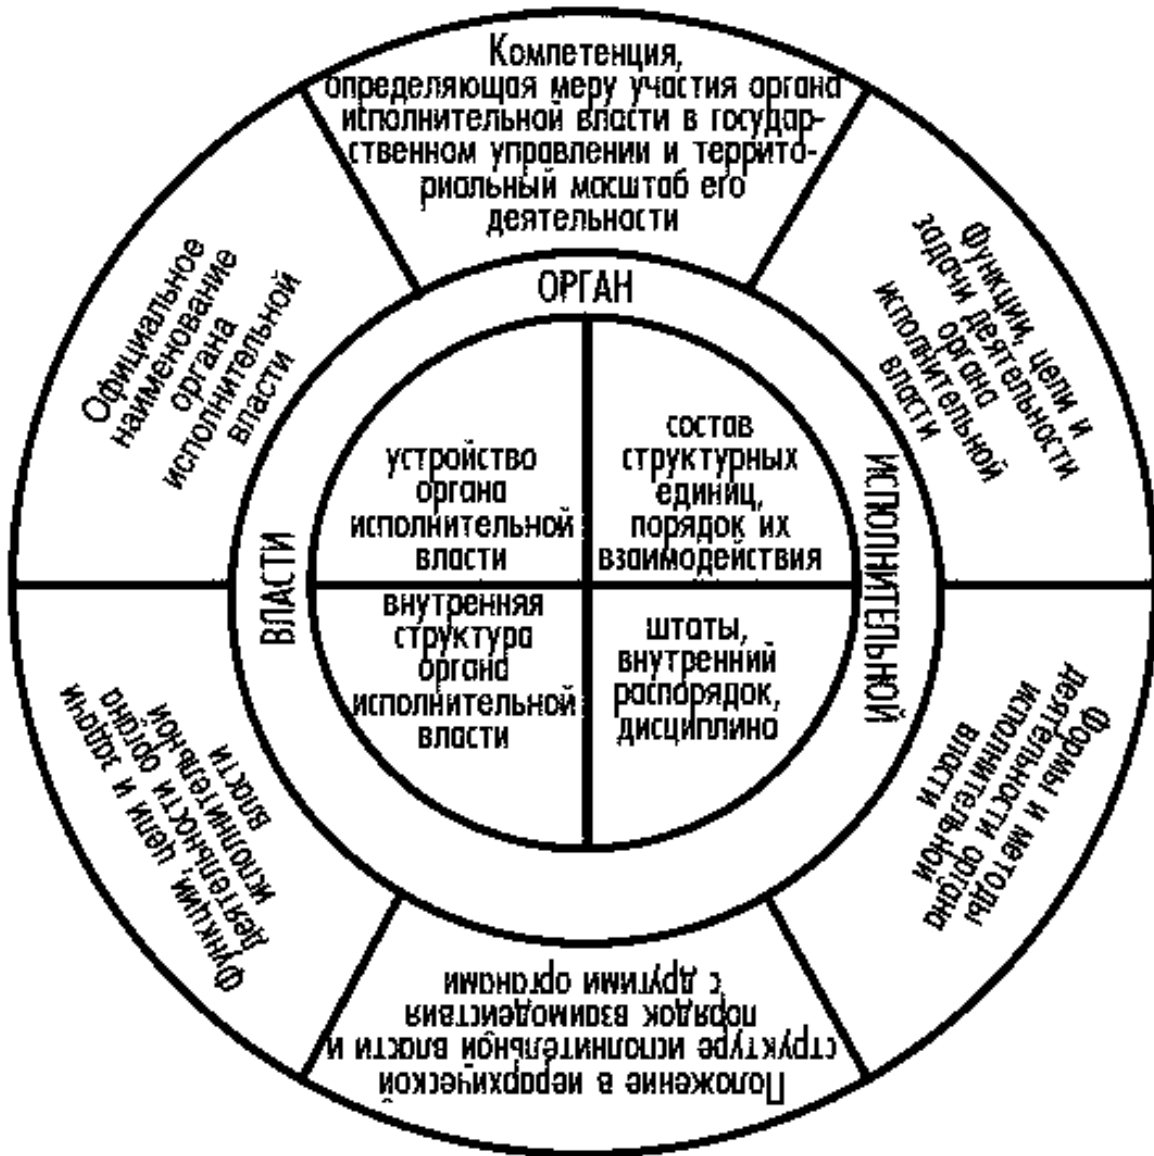 Компетенция,
определяющая меру участия органа
исполнительной власти в государ-
ственном управлении и террито-
риальный масштаб его
деятельности
Функции, цели и
задачи деятельности
органа
исполнительной
власти
Формы и методы
деятельности органа
исполнительной
власти
Положение в иерархической
структуре исполнительной власти и
порядок взаимодействия
с другими органами
Функции, цели и задачи
деятельности органа
исполнительной
власти
Официальное
наименование
органа
исполнительной
власти
ОРГАН
ИСПОЛНИТЕЛЬНОЙ
ВЛАСТИ
устройство
органа
исполнительной
власти
состав
структурных
единиц,
порядок их
взаимодействия
внутренняя
структура
органа
исполнительной
власти
штаты,
внутренний
распорядок,
дисциплино